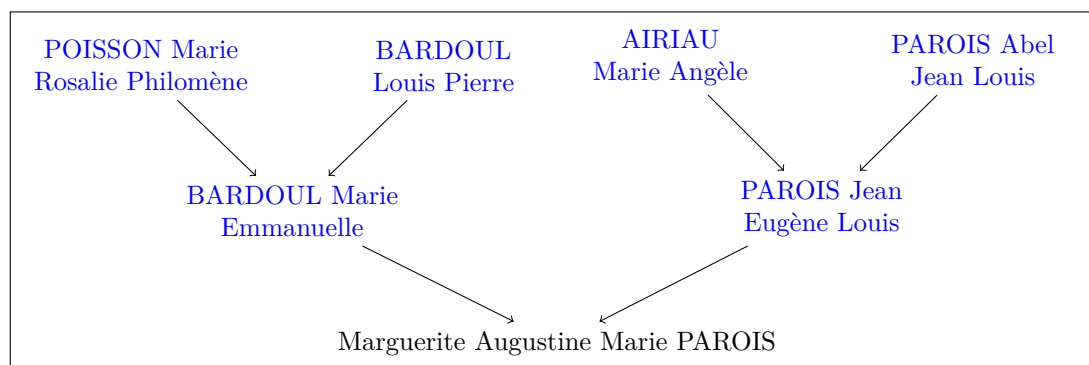 POISSON Marie
Rosalie Philomène
BARDOUL
Louis Pierre
AIRIAU
Marie Angèle
PAROIS Abel
Jean Louis
BARDOUL Marie
Emmanuelle
PAROIS Jean
Eugène Louis
Marguerite Augustine Marie PAROIS